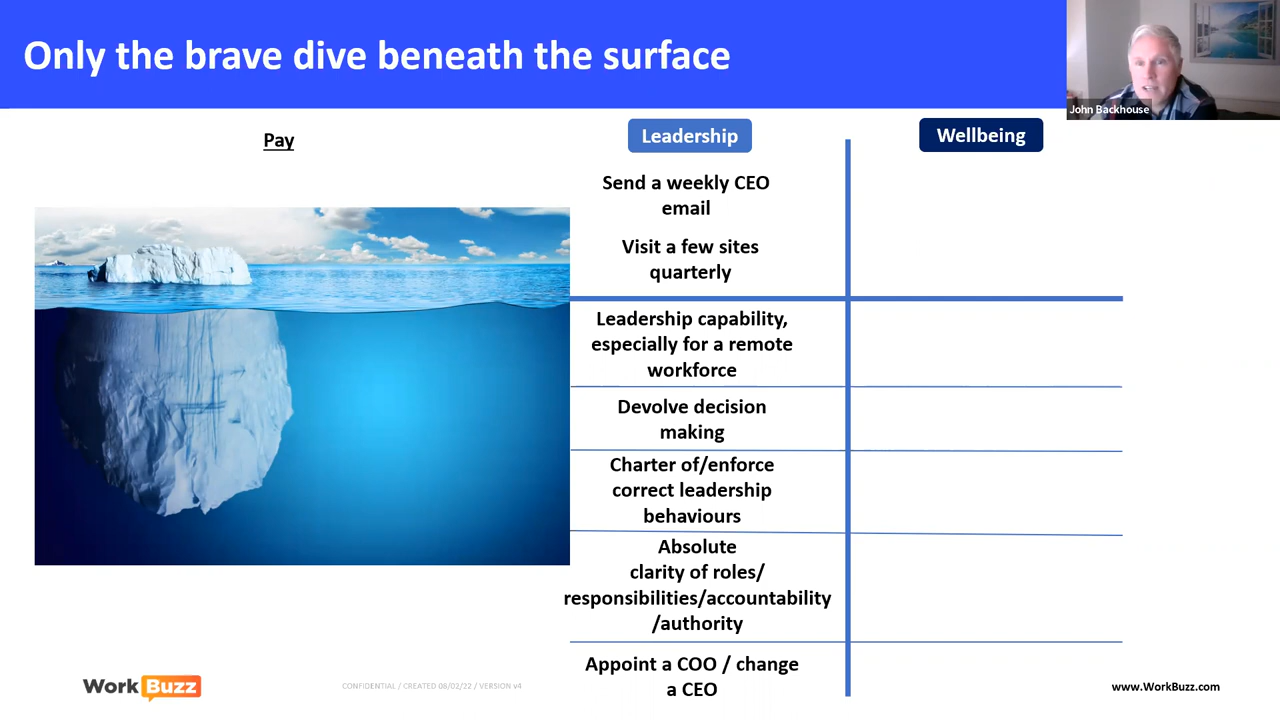 Only the brave dive beneath the surface
John Backhouse
Pay
Leadership
Wellbeing
Send a weekly CEO
email
Visit a few sites
quarterly
Leadership capability,
especially for a remote
workforce
Devolve decision
making
Charter of/enforce
correct leadership
behaviours
Absolute
clarity of roles/
responsibilities/accountability
/authority
Appoint a COO / change
a CEO
Work Buzz
CONFIDENTIAL / CREATED 08/02/22 / VERSION v4
www.WorkBuzz.com